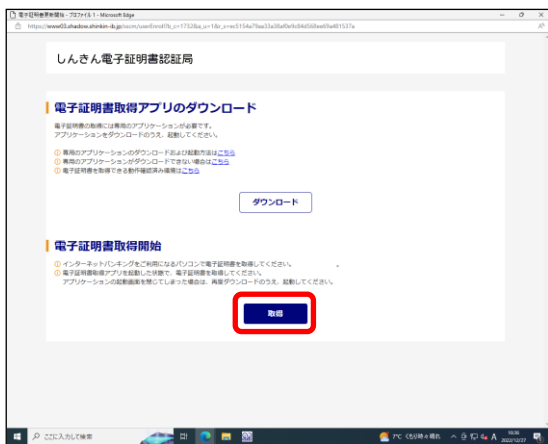 電子証明書更新開始 - プロファイル 1 - Microsoft Edge
しんきん電子証明書認証局
電子証明書取得アプリのダウンロード
電子証明書の取得には専用のアプリケーションが必要です。
アプリケーションをダウンロードのうえ、起動してください。
専用のアプリケーションのダウンロードおよび起動方法はこちら
専用のアプリケーションがダウンロードできない場合はこちら
電子証明書を取得できる動作確認済み環境はこちら
ダウンロード
電子証明書取得開始
インターネットバンキングをご利用になるパソコンで電子証明書を取得してください。
電子証明書取得アプリを起動した状態で、電子証明書を取得してください。
アプリケーションの起動画面を閉じてしまった場合は、再度ダウンロードのうえ、起動してください。
取得
ここに入力して検索
7°C くもり時々晴れ
A
10:36
2022/12/27